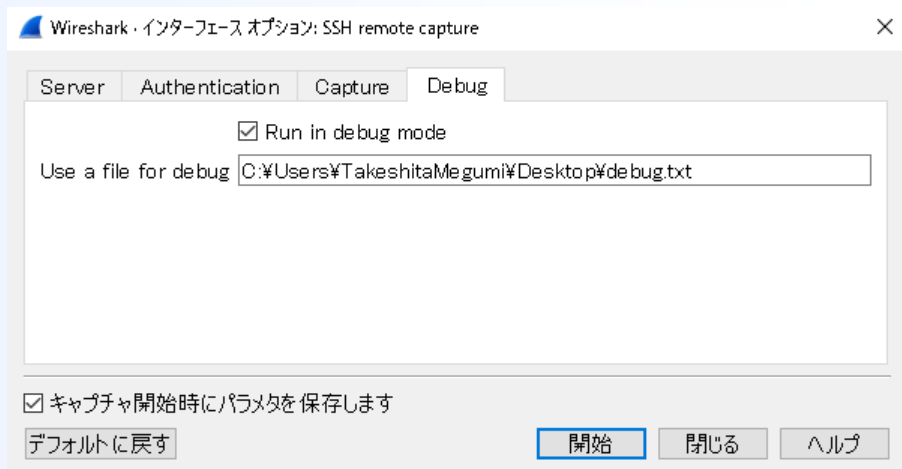 Wireshark · インターフェース オプション: SSH remote capture
Server Authentication Capture Debug
Run in debug mode
Use a file for debug C:¥Users¥TakeshitaMegumi¥Desktop¥debug.txt
キャプチャ開始時にパラメタを保存します
デフォルトに戻す 開始 閉じる ヘルプ